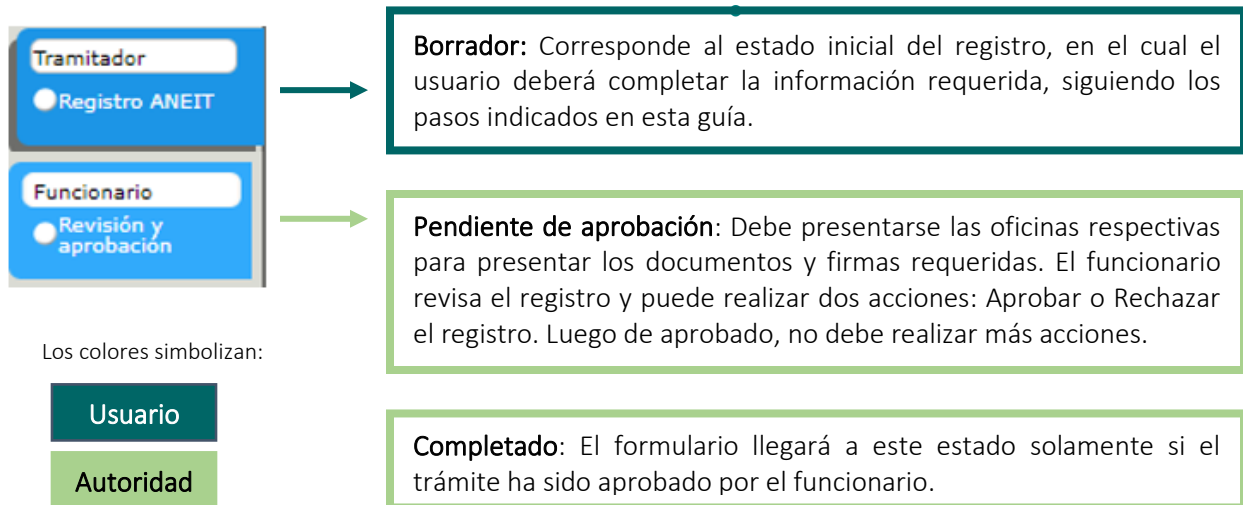 Tramitador
Registro ANEIT
Funcionario
Revisión y
aprobación
Los colores simbolizan:
Usuario
Autoridad
Borrador: Corresponde al estado inicial del registro, en el cual el
usuario deberá completar la información requerida, siguiendo los
pasos indicados en esta guía.
Pendiente de aprobación: Debe presentarse las oficinas respectivas
para presentar los documentos y firmas requeridas. El funcionario
revisa el registro y puede realizar dos acciones: Aprobar o Rechazar
el registro. Luego de aprobado, no debe realizar más acciones.
Completado: El formulario llegará a este estado solamente si el
trámite ha sido aprobado por el funcionario.